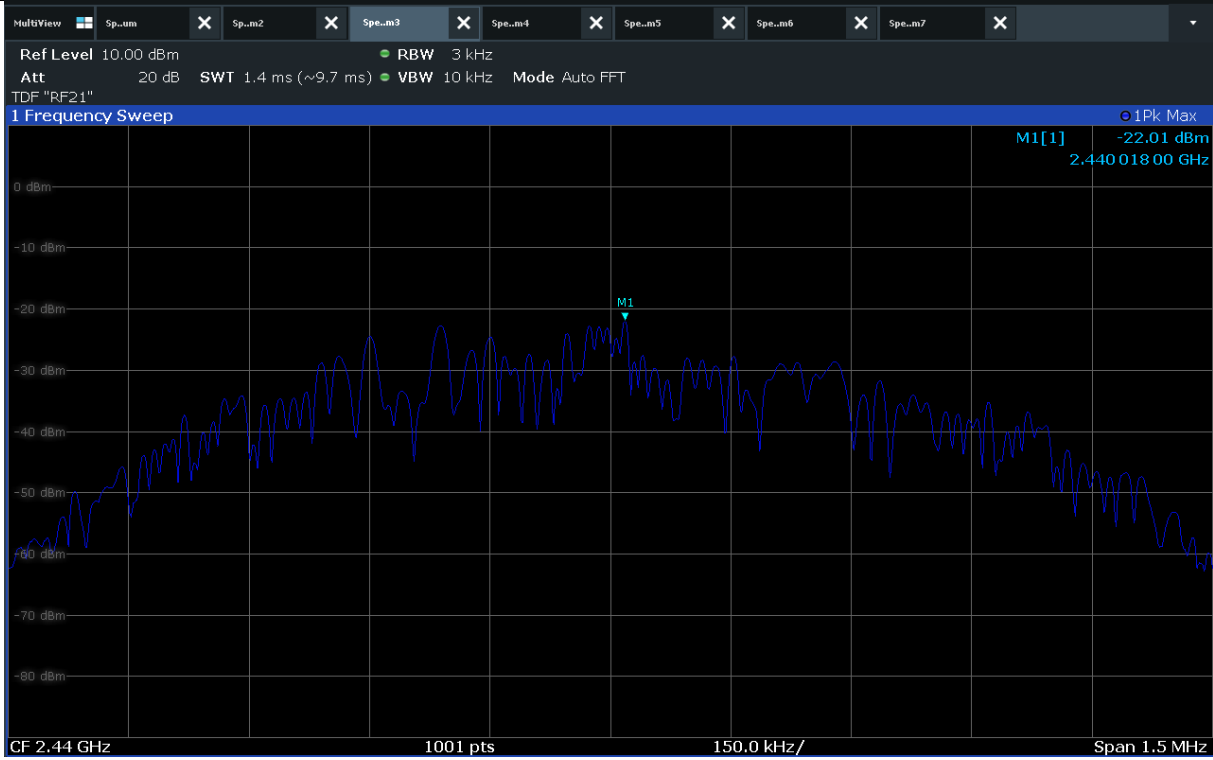 MultiView Sp..um Sp..m2 Spe..m3 Spe..m4 Spe..m5 Spe..m6 Spe..m7
Ref Level 10.00 dBm RBW 3 kHz
Att 20 dB SWT 1.4 ms (~9.7 ms) VBW 10 kHz Mode Auto FFT
TDF "RF21"
1 Frequency Sweep 1Pk Max
M1[1] -22.01 dBm
2.440 018 00 GHz
0 dBm
-10 dBm
-20 dBm
M1
-30 dBm
-40 dBm
-50 dBm
-60 dBm
-70 dBm
-80 dBm
CF 2.44 GHz 1001 pts 150.0 kHz/ Span 1.5 MHz